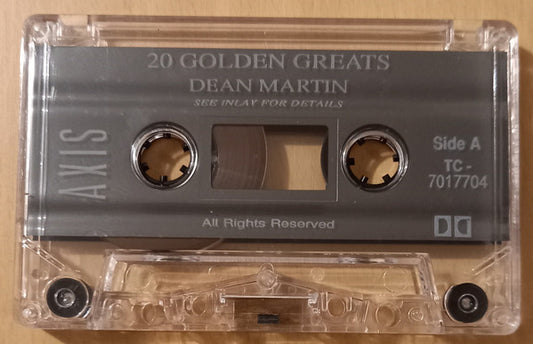 20 GOLDEN GREATS
DEAN MARTIN
SEE INLAY FOR DETAILS
AXIS
Side A
TC -
7017704
All Rights Reserved